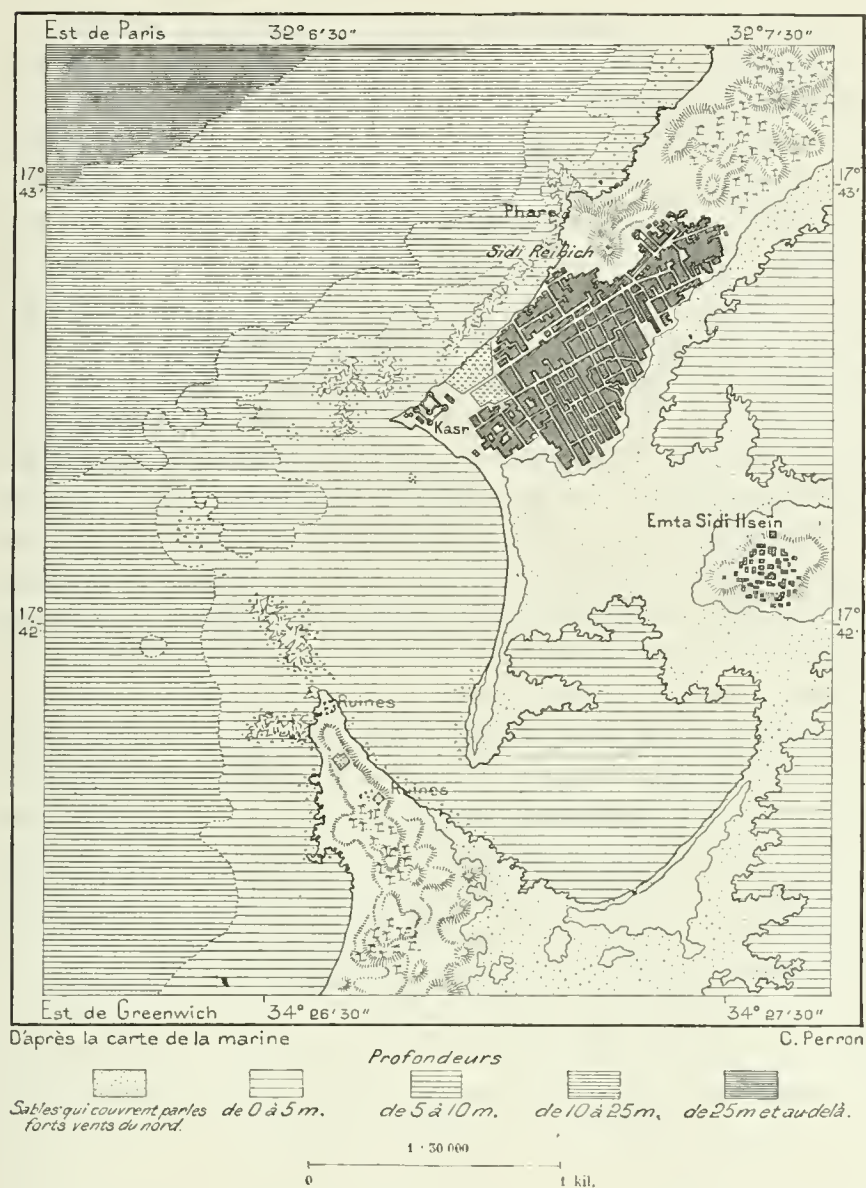 Est de Paris 32° 6'30" 32° 7'30"
17° 43' 17° 43'
Phare
Sidi Reibich
Kasr
Emta Sidi Hsein
17° 42' 17° 42'
Ruines
Ruines
Est de Greenwich 34° 26'30" 34° 27'30"
D'après la carte de la marine C. Perron
Profondeurs
Sables qui couvrent par les forts vents du nord. de 0 à 5 m. de 5 à 10 m. de 10 à 25 m. de 25 m et au-delà.
1 : 30 000
0 1 kil.